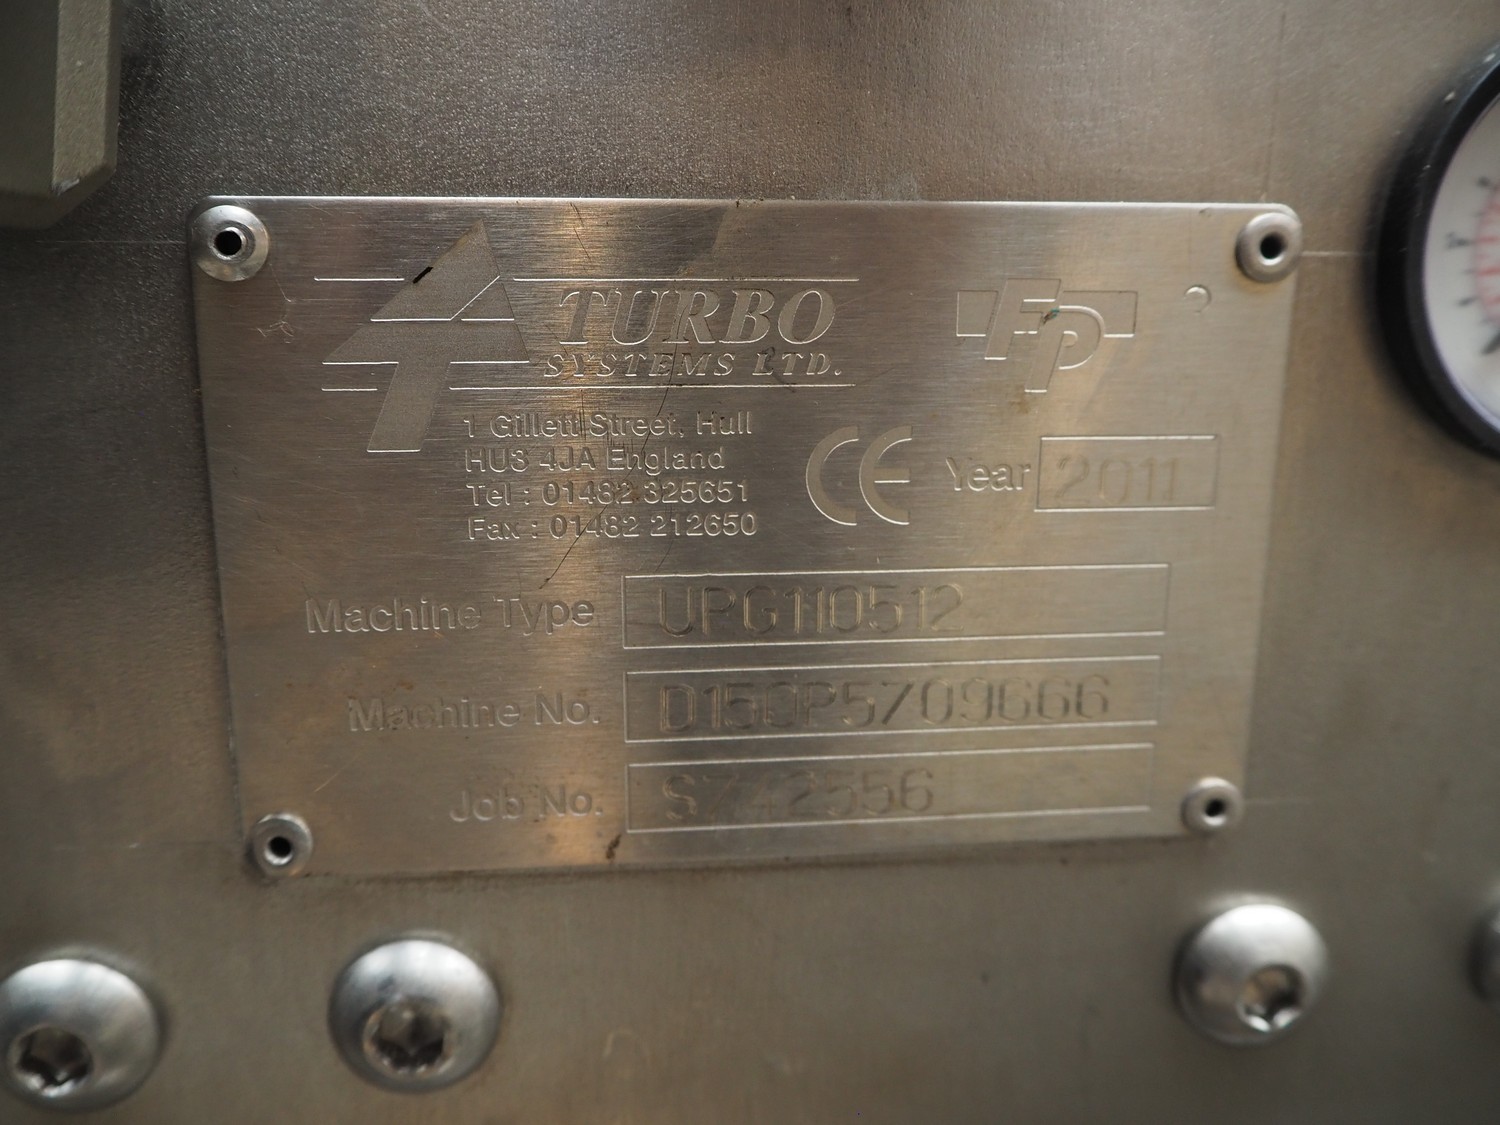 TURBO
SYSTEMS LTD.
FP
1 Gillett Street, Hull
HU3 4JA England
Tel : 01482 325651
Fax : 01482 212650
CE
Year 2011
Machine Type UPG110512
Machine No. D150P5709666
Job No. S742556